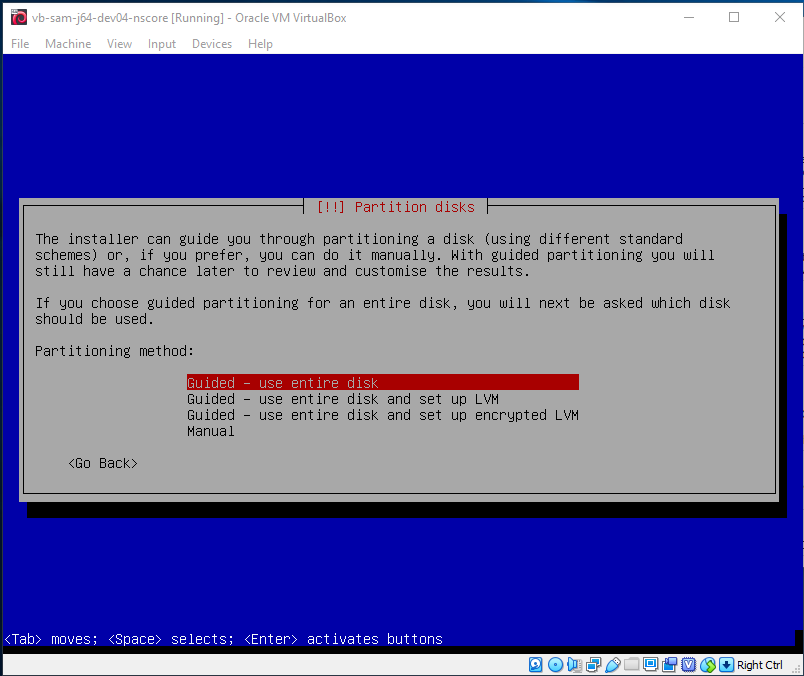 vb-sam-j64-dev04-nscore [Running] - Oracle VM VirtualBox
File Machine View Input Devices Help
[!!] Partition disks
The installer can guide you through partitioning a disk (using different standard
schemes) or, if you prefer, you can do it manually. With guided partitioning you will
still have a chance later to review and customise the results.
If you choose guided partitioning for an entire disk, you will next be asked which disk
should be used.
Partitioning method:
Guided - use entire disk
Guided - use entire disk and set up LVM
Guided - use entire disk and set up encrypted LVM
Manual
<Go Back>
<Tab> moves; <Space> selects; <Enter> activates buttons
Right Ctrl